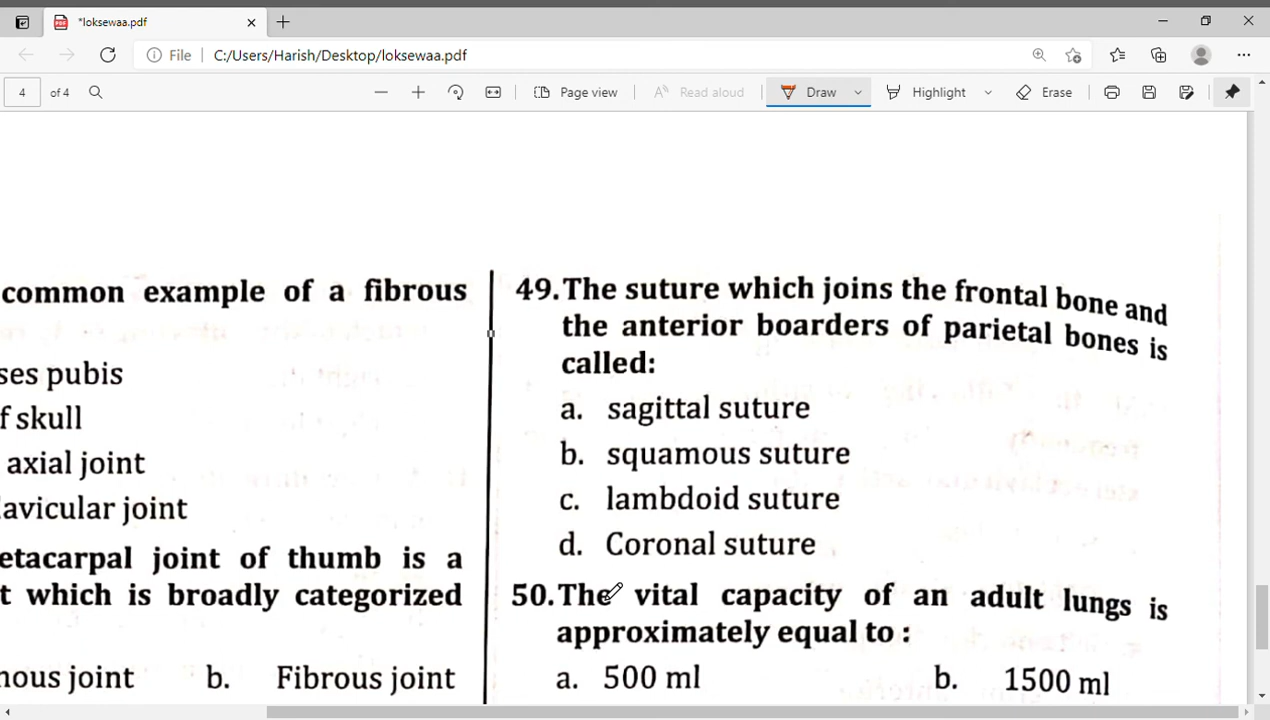 *loksewaa.pdf
File C:/Users/Harish/Desktop/loksewaa.pdf
4 of 4 Page view Read aloud Draw Highlight Erase
common example of a fibrous
ses pubis
f skull
axial joint
lavicular joint
etacarpal joint of thumb is a
t which is broadly categorized
nous joint b. Fibrous joint
49. The suture which joins the frontal bone and
the anterior boarders of parietal bones is
called:
a. sagittal suture
b. squamous suture
c. lambdoid suture
d. Coronal suture
50. The vital capacity of an adult lungs is
approximately equal to :
a. 500 ml b. 1500 ml